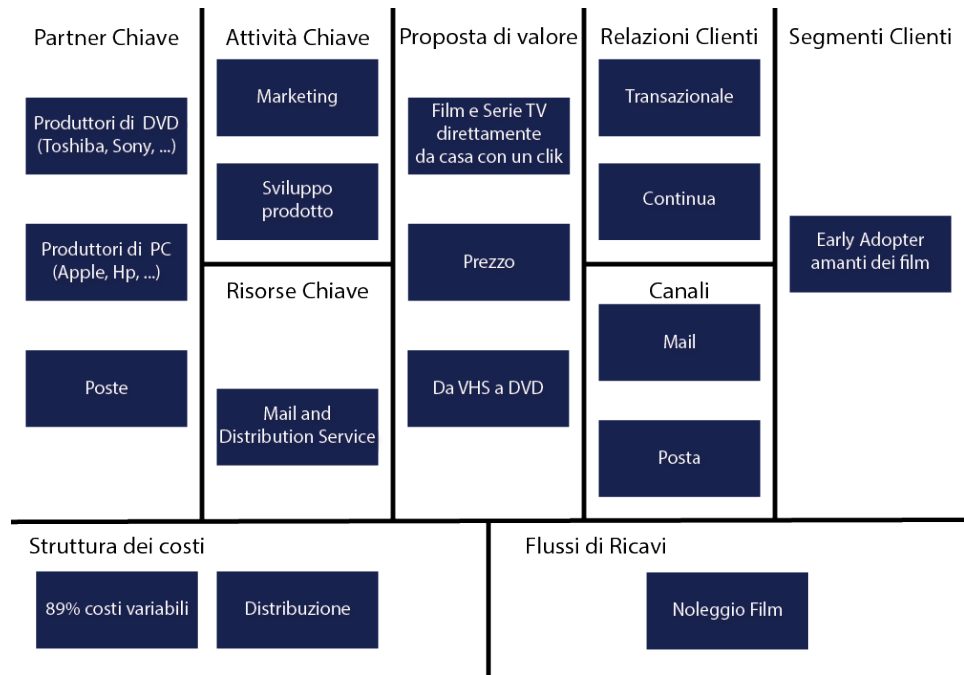 Partner Chiave
Produttori di DVD
(Toshiba, Sony, ...)
Produttori di PC
(Apple, Hp, ...)
Poste
Attività Chiave
Marketing
Sviluppo
prodotto
Risorse Chiave
Mail and
Distribution Service
Proposta di valore
Film e Serie TV
direttamente
da casa con un clik
Prezzo
Da VHS a DVD
Relazioni Clienti
Transazionale
Continua
Canali
Mail
Posta
Segmenti Clienti
Early Adopter
amanti dei film
Struttura dei costi
89% costi variabili
Distribuzione
Flussi di Ricavi
Noleggio Film